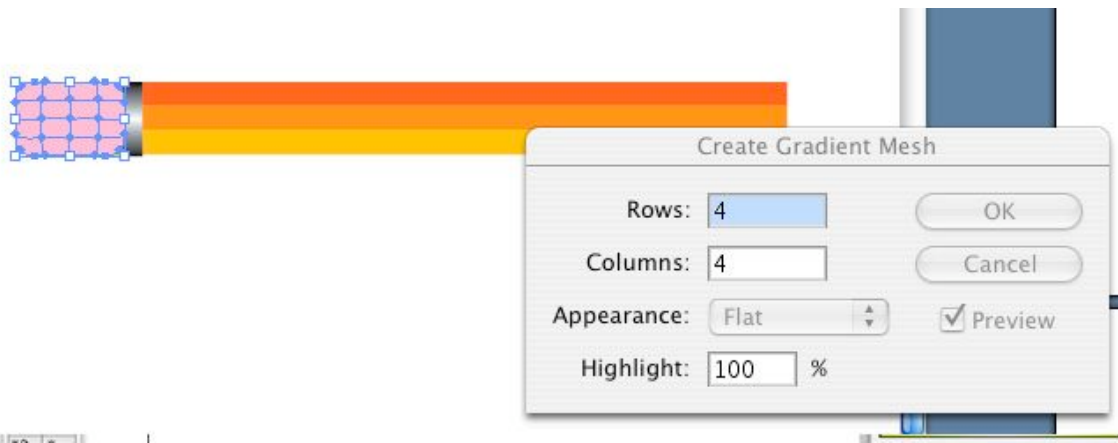 Create Gradient Mesh
Rows: 4 OK
Columns: 4 Cancel
Appearance: Flat Preview
Highlight: 100 %